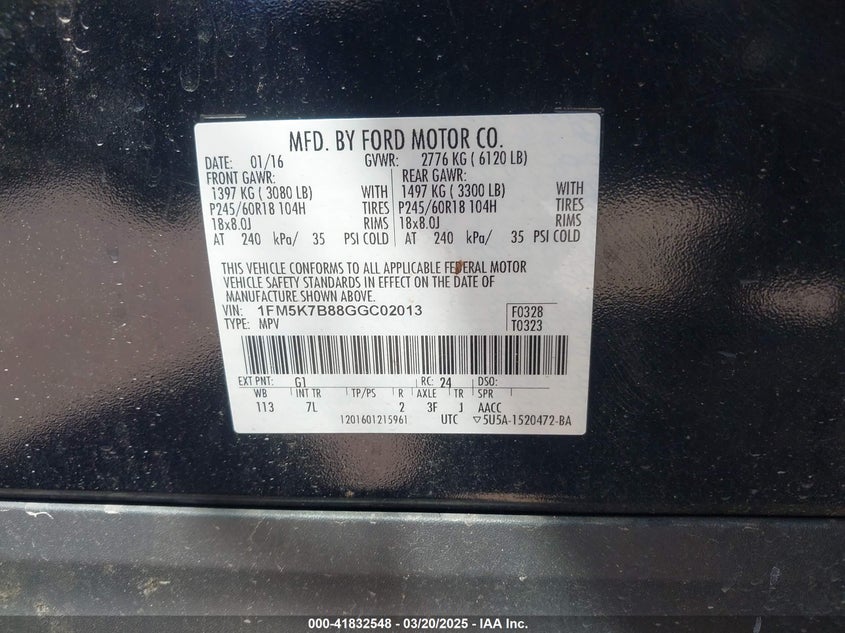 MFD. BY FORD MOTOR CO.
DATE: 01/16 GVWR: 2776 KG ( 6120 LB)
FRONT GAWR: REAR GAWR:
1397 KG ( 3080 LB) WITH 1497 KG ( 3300 LB) WITH
P245/60R18 104H TIRES P245/60R18 104H TIRES
18x8.0J RIMS 18x8.0J RIMS
AT 240 kPa/ 35 PSI COLD AT 240 kPa/ 35 PSI COLD
THIS VEHICLE CONFORMS TO ALL APPLICABLE FEDERAL MOTOR
VEHICLE SAFETY STANDARDS IN EFFECT ON THE DATE OF
MANUFACTURE SHOWN ABOVE.
VIN: 1FM5K7B88GGC02013 F0328
TYPE: MPV T0323
EXT PNT: G1 RC: 24 DSO:
WB INT TR TP/PS R AXLE TR SPR
113 7L 2 3F J AACC
1201601215961 UTC ▽5U5A-1520472-BA
000-41832548 - 03/20/2025 - IAA Inc.